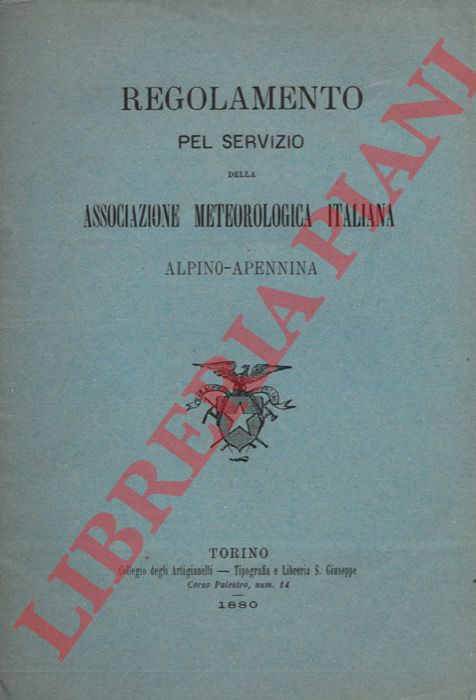 REGOLAMENTO
PEL SERVIZIO
DELLA
ASSOCIAZIONE METEOROLOGICA ITALIANA
ALPINO-APENNINA
TORINO
Collegio degli Artigianelli — Tipografia e Libreria S. Giuseppe
Corso Palestro, num. 14
1880
LIBRERIA PIANI